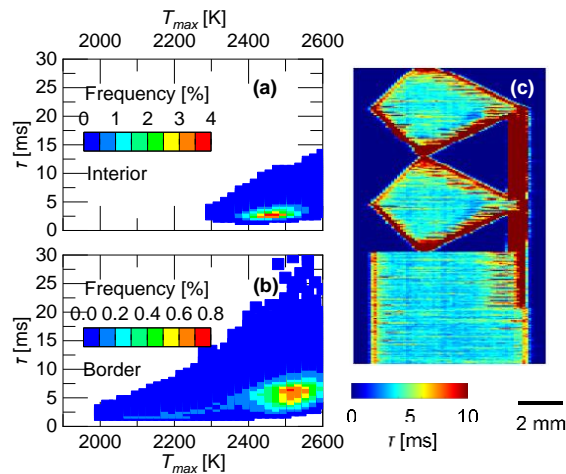 T_max [K]
2000 2200 2400 2600
30
25
20
15
10
5
0
τ [ms]
(a)
Frequency [%]
0 1 2 3 4
Interior
30
25
20
15
10
5
0
τ [ms]
(b)
Frequency [%]
0.0 0.2 0.4 0.6 0.8
Border
2000 2200 2400 2600
T_max [K]
(c)
0 5 10
τ [ms]
2 mm